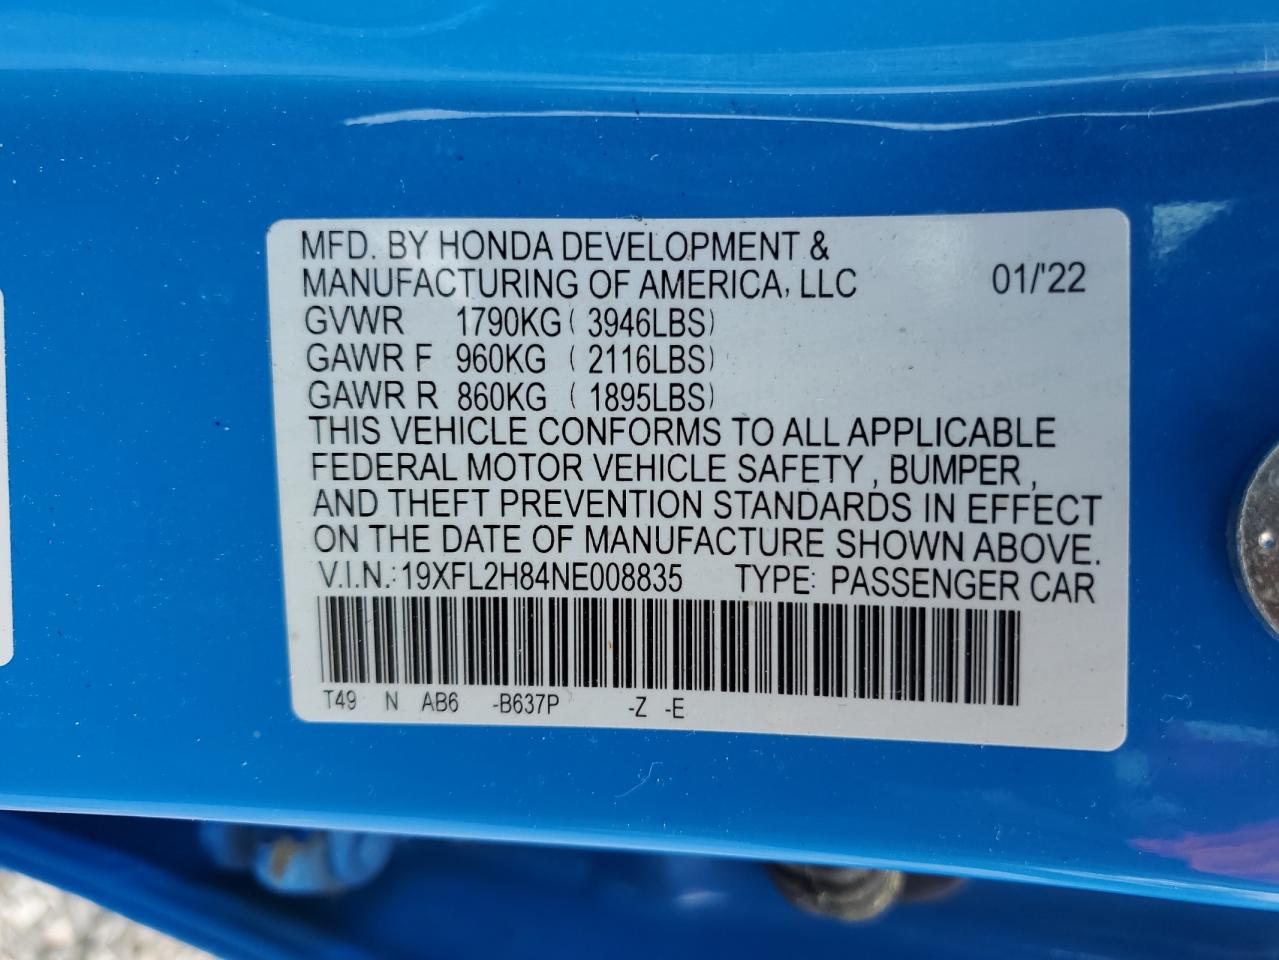 MFD. BY HONDA DEVELOPMENT &
MANUFACTURING OF AMERICA, LLC 01/'22
GVWR 1790KG ( 3946LBS)
GAWR F 960KG ( 2116LBS)
GAWR R 860KG ( 1895LBS)
THIS VEHICLE CONFORMS TO ALL APPLICABLE
FEDERAL MOTOR VEHICLE SAFETY , BUMPER ,
AND THEFT PREVENTION STANDARDS IN EFFECT
ON THE DATE OF MANUFACTURE SHOWN ABOVE.
V.I.N.: 19XFL2H84NE008835 TYPE: PASSENGER CAR
T49 N AB6 -B637P -Z -E